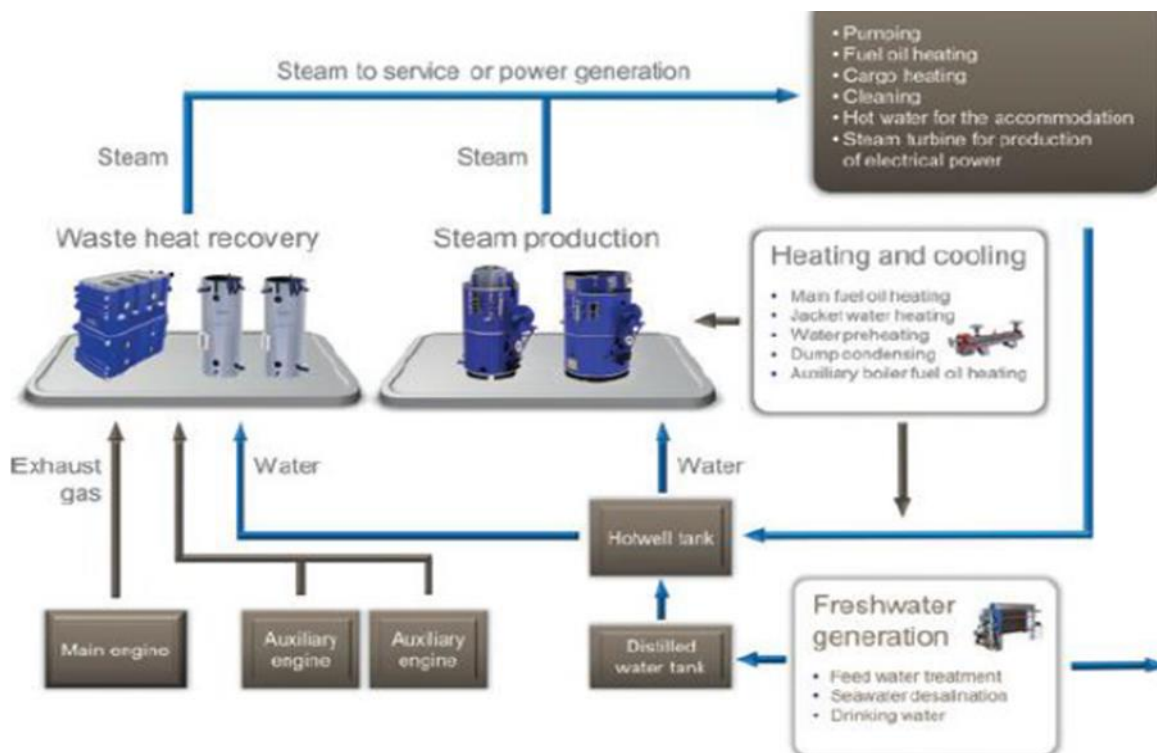 • Pumping
• Fuel oil heating
• Cargo heating
• Cleaning
• Hot water for the accommodation
• Steam turbine for production
of electrical power
Steam to service or power generation
Steam
Steam
Waste heat recovery
Steam production
Heating and cooling
• Main fuel oil heating
• Jacket water heating
• Water preheating
• Dump condensing
• Auxiliary boiler fuel oil heating
Exhaust
gas
Water
Water
Hotwell tank
Main engine
Auxiliary
engine
Auxiliary
engine
Distilled
water tank
Freshwater
generation
• Feed water treatment
• Seawater desalination
• Drinking water